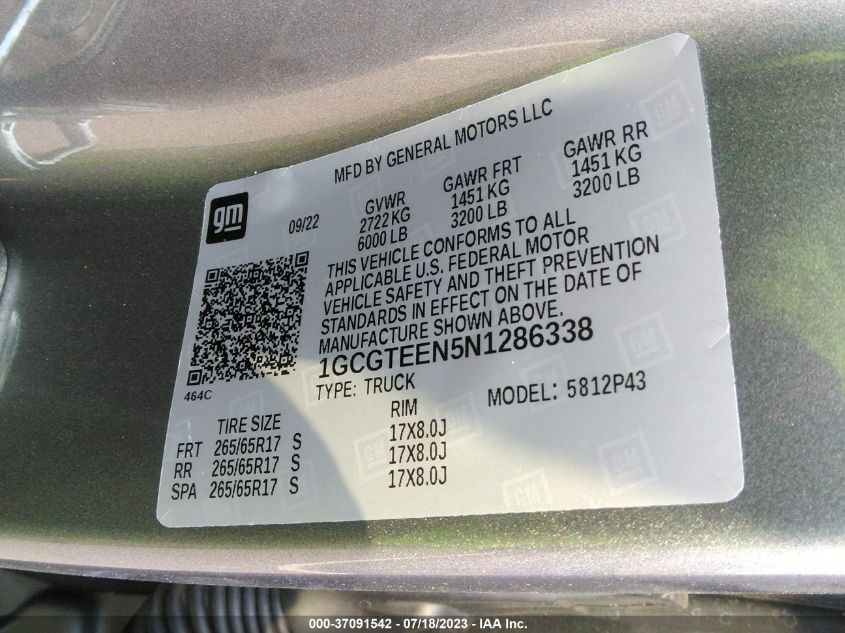 MFD BY GENERAL MOTORS LLC
gm
09/22
GVWR
2722 KG
6000 LB
GAWR FRT
1451 KG
3200 LB
GAWR RR
1451 KG
3200 LB
THIS VEHICLE CONFORMS TO ALL
APPLICABLE U.S. FEDERAL MOTOR
VEHICLE SAFETY AND THEFT PREVENTION
STANDARDS IN EFFECT ON THE DATE OF
MANUFACTURE SHOWN ABOVE.
1GCGTEEN5N1286338
464C
TYPE: TRUCK
MODEL: 5812P43
TIRE SIZE
RIM
FRT 265/65R17 S 17X8.0J
RR 265/65R17 S 17X8.0J
SPA 265/65R17 S 17X8.0J
000-37091542 / 07/18/2023 - IAA Inc.